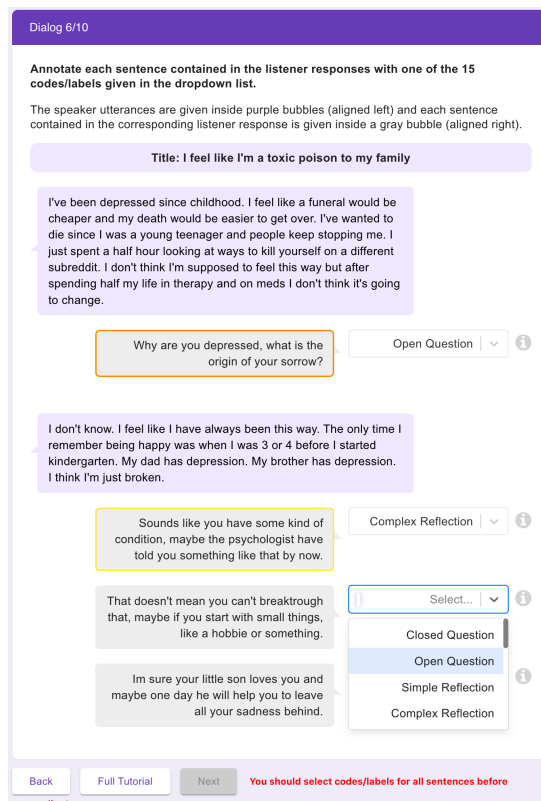 Dialog 6/10
Annotate each sentence contained in the listener responses with one of the 15
codes/labels given in the dropdown list.
The speaker utterances are given inside purple bubbles (aligned left) and each sentence
contained in the corresponding listener response is given inside a gray bubble (aligned right).
Title: I feel like I'm a toxic poison to my family
I've been depressed since childhood. I feel like a funeral would be
cheaper and my death would be easier to get over. I've wanted to
die since I was a young teenager and people keep stopping me. I
just spent a half hour looking at ways to kill yourself on a different
subreddit. I don't think I'm supposed to feel this way but after
spending half my life in therapy and on meds I don't think it's going
to change.
Why are you depressed, what is the
origin of your sorrow?
Open Question
I don't know. I feel like I have always been this way. The only time I
remember being happy was when I was 3 or 4 before I started
kindergarten. My dad has depression. My brother has depression.
I think I'm just broken.
Sounds like you have some kind of
condition, maybe the psychologist have
told you something like that by now.
Complex Reflection
That doesn't mean you can't breaktrough
that, maybe if you start with small things,
like a hobbie or something.
Select...
Closed Question
Open Question
Simple Reflection
Complex Reflection
Im sure your little son loves you and
maybe one day he will help you to leave
all your sadness behind.
Back
Full Tutorial
Next
You should select codes/labels for all sentences before